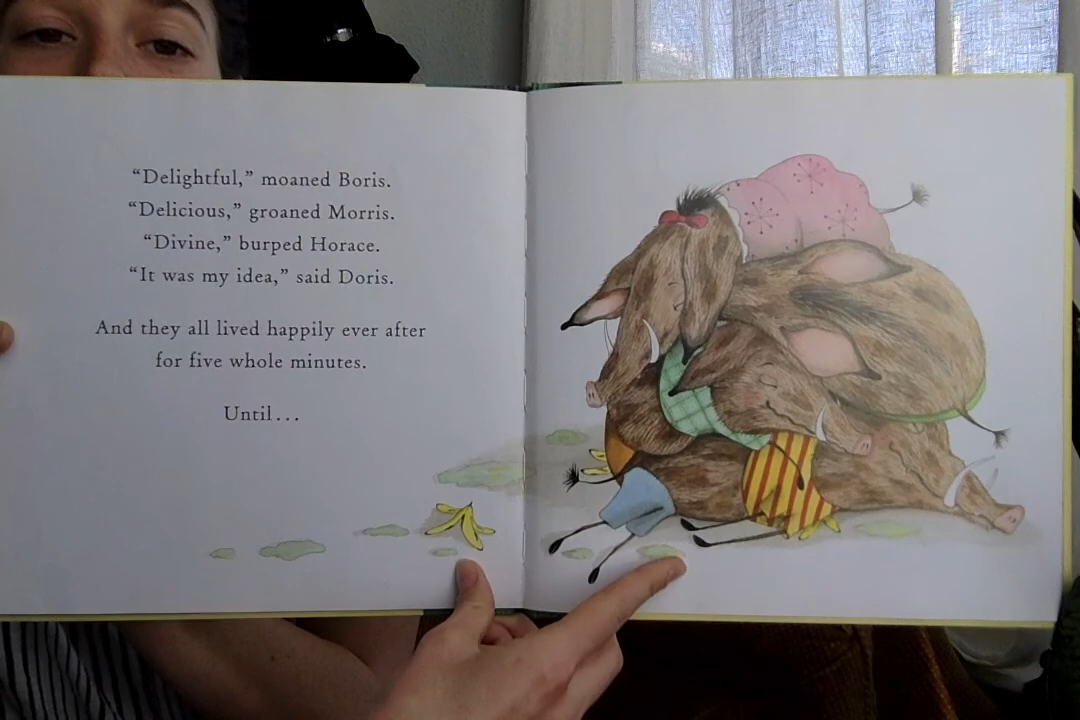 “Delightful,” moaned Boris.
“Delicious,” groaned Morris.
“Divine,” burped Horace.
“It was my idea,” said Doris.
And they all lived happily ever after
for five whole minutes.
Until...